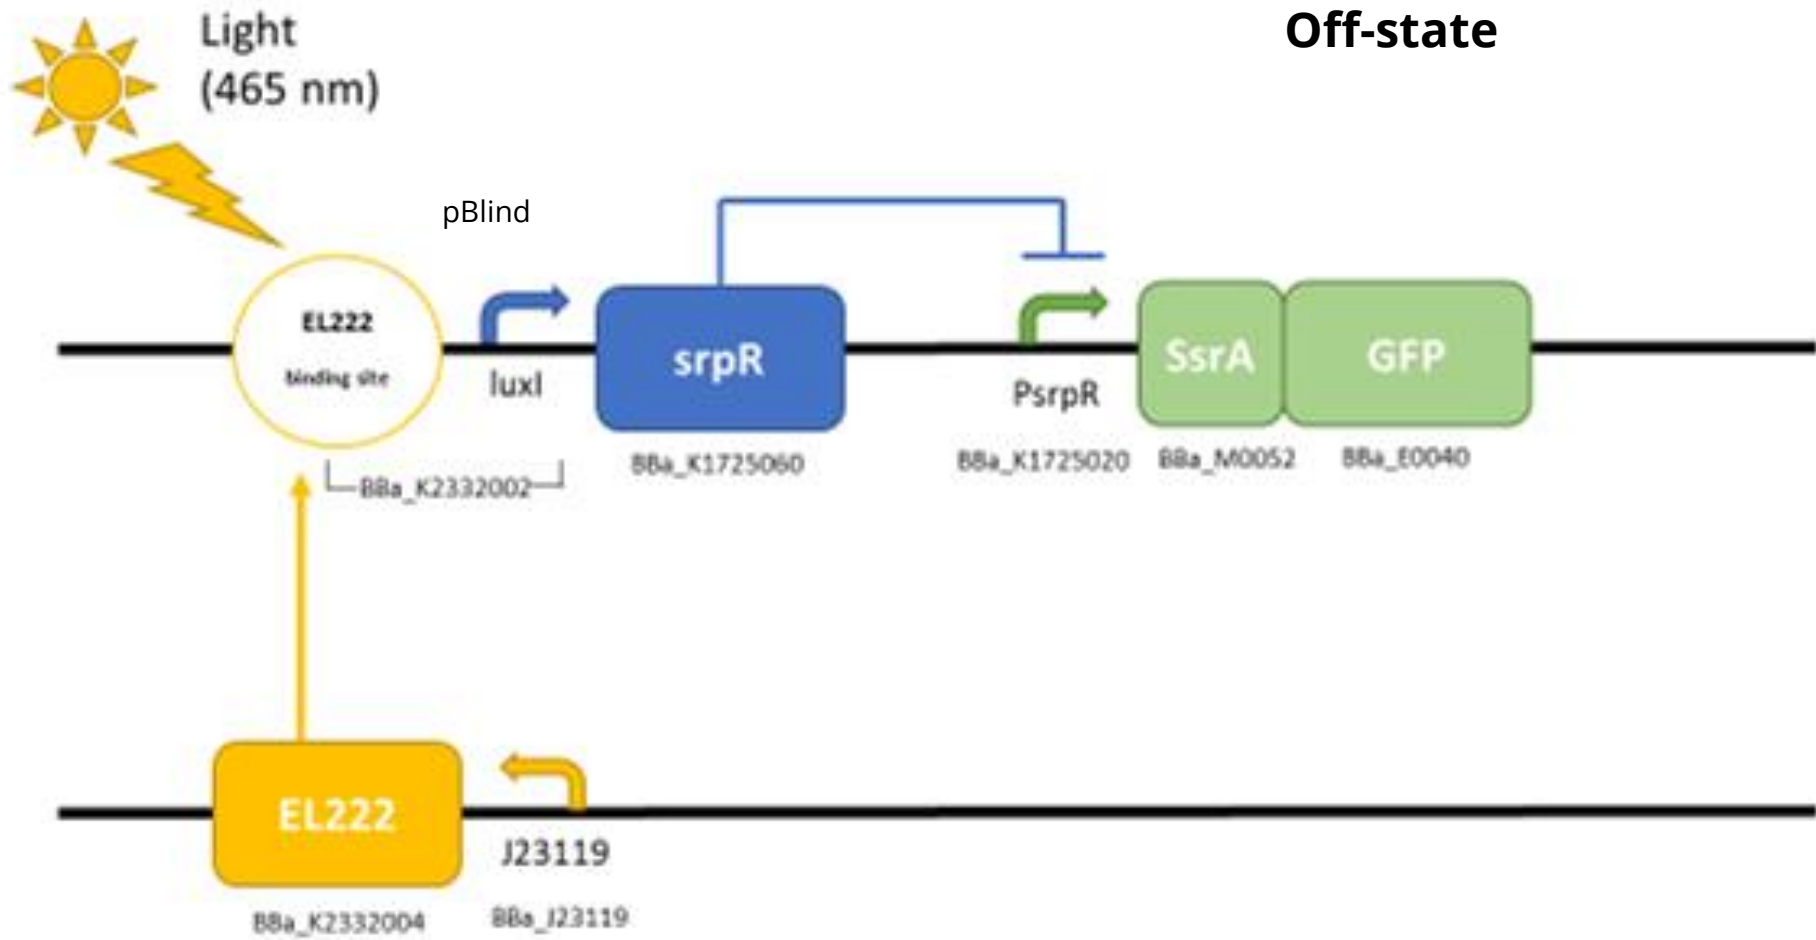 Off-state
Light
(465 nm)
pBlind
EL222
binding site
luxI
srpR
PsrpR
SsrA
GFP
BBa_K2332002
BBa_K1725060
BBa_K1725020
BBa_M0052
BBa_E0040
EL222
J23119
BBa_K2332004
BBa_J23119